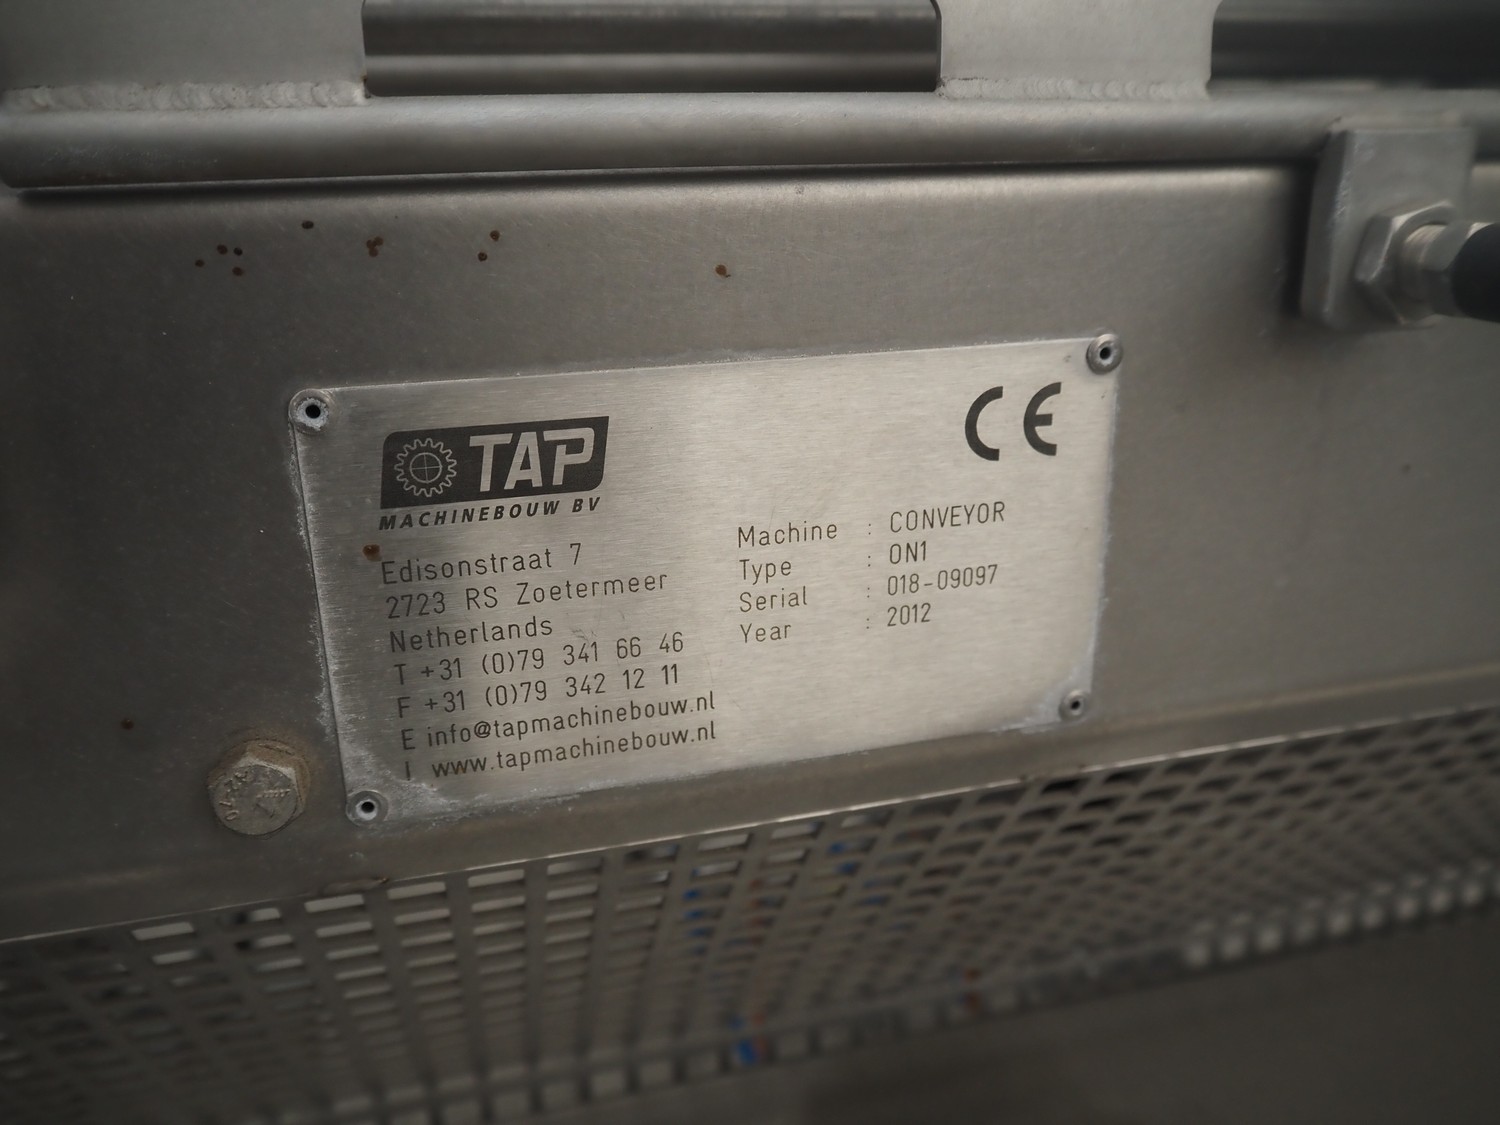 TAP
MACHINEBOUW BV
Edisonstraat 7
2723 RS Zoetermeer
Netherlands
T +31 (0)79 341 66 46
F +31 (0)79 342 12 11
E info@tapmachinebouw.nl
I www.tapmachinebouw.nl
CE
Machine : CONVEYOR
Type : ON1
Serial : 018-09097
Year : 2012